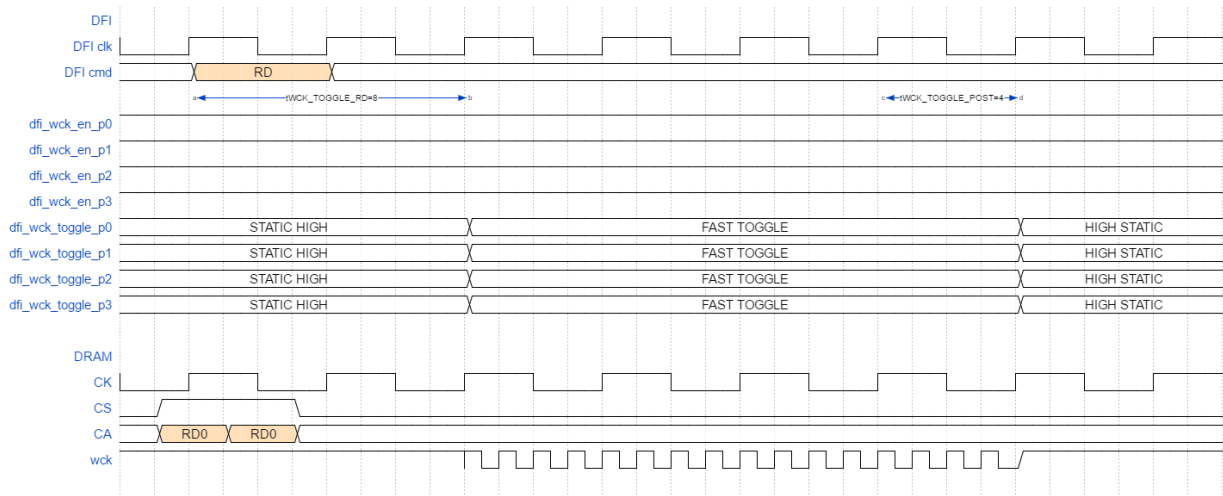 DFI
DFI clk
DFI cmd RD
a tWCK_TOGGLE_RD=8 b c tWCK_TOGGLE_POST=4 d
dfi_wck_en_p0
dfi_wck_en_p1
dfi_wck_en_p2
dfi_wck_en_p3
dfi_wck_toggle_p0 STATIC HIGH FAST TOGGLE HIGH STATIC
dfi_wck_toggle_p1 STATIC HIGH FAST TOGGLE HIGH STATIC
dfi_wck_toggle_p2 STATIC HIGH FAST TOGGLE HIGH STATIC
dfi_wck_toggle_p3 STATIC HIGH FAST TOGGLE HIGH STATIC
DRAM
CK
CS
CA RD0 RD0
wck